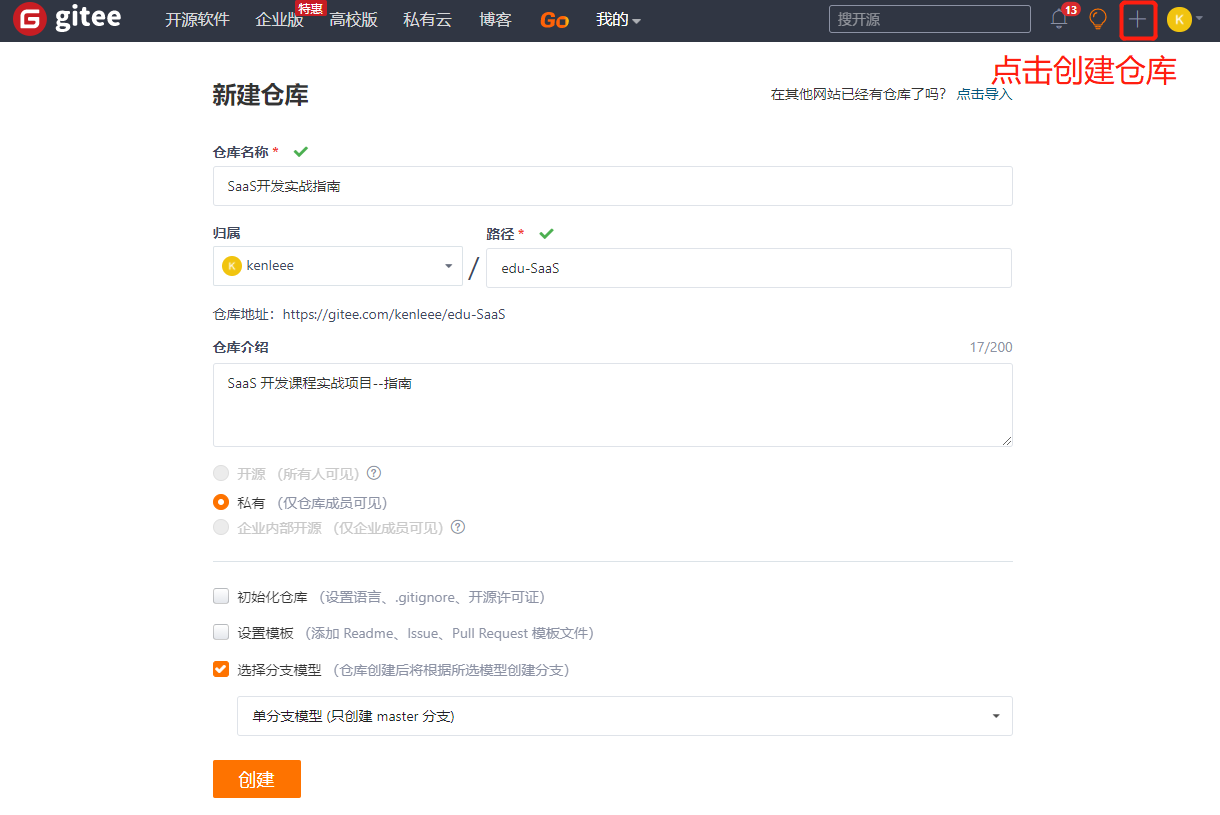 gitee 开源软件 企业版 特惠 高校版 私有云 博客 Go 我的 搜开源 13 K
点击创建仓库
新建仓库
在其他网站已经有仓库了吗? 点击导入
仓库名称 *
SaaS开发实战指南
归属 路径 *
K kenleee / edu-SaaS
仓库地址：https://gitee.com/kenleee/edu-SaaS
仓库介绍 17/200
SaaS 开发课程实战项目--指南
开源 （所有人可见） ?
私有 （仅仓库成员可见）
企业内部开源 （仅企业成员可见） ?
初始化仓库 （设置语言、.gitignore、开源许可证）
设置模板 （添加 Readme、Issue、Pull Request 模板文件）
选择分支模型 （仓库创建后将根据所选模型创建分支）
单分支模型 (只创建 master 分支)
创建